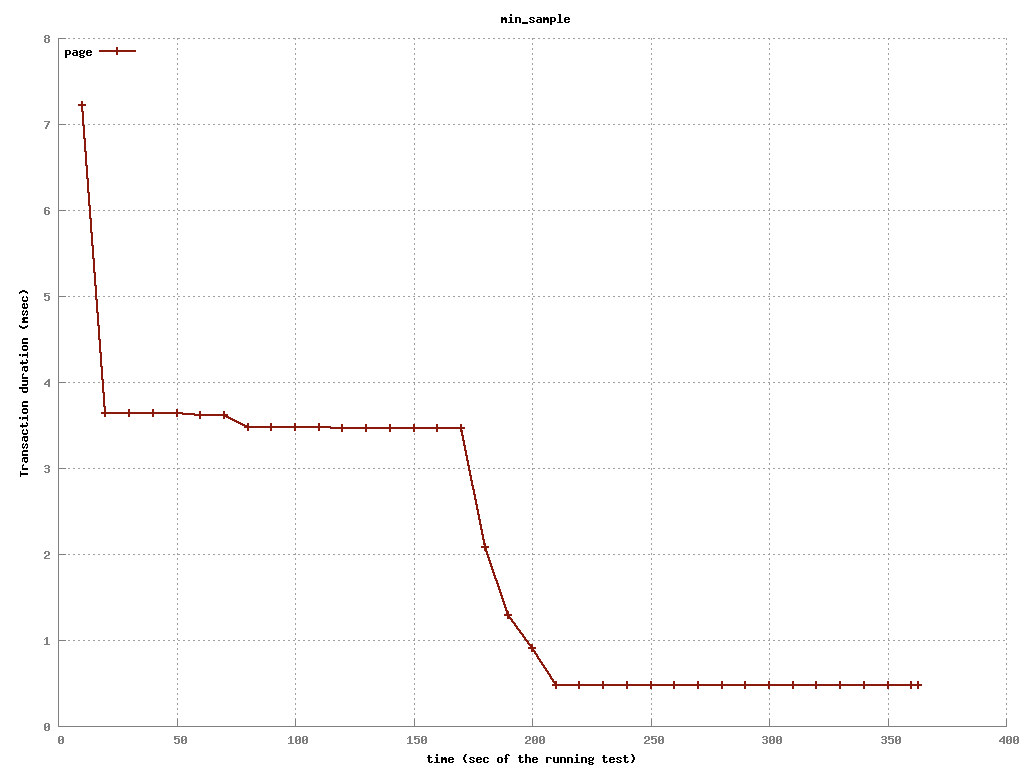 min_sample
page
8
7
6
5
4
3
2
1
0
Transaction duration (msec)
0 50 100 150 200 250 300 350 400
time (sec of the running test)